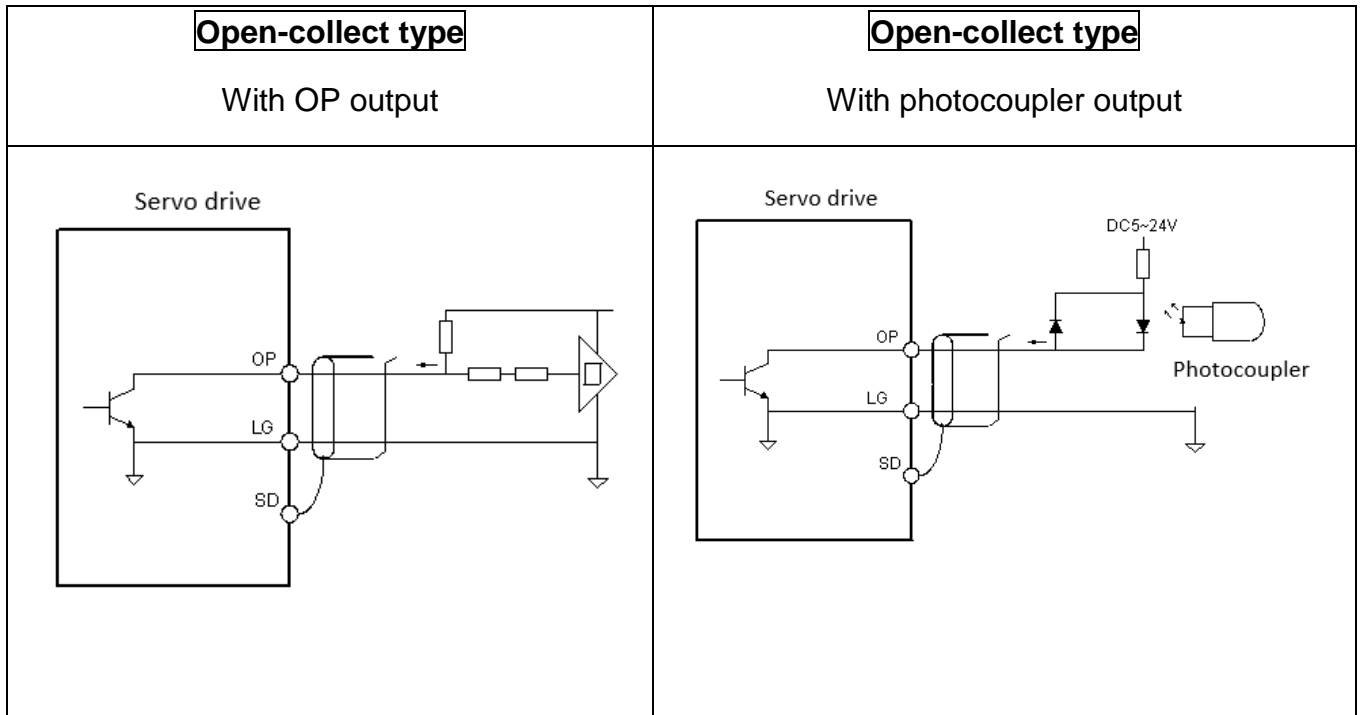 Open-collect type
With OP output
Open-collect type
With photocoupler output
Servo drive
OP
LG
SD
Servo drive
DC5~24V
OP
Photocoupler
LG
SD